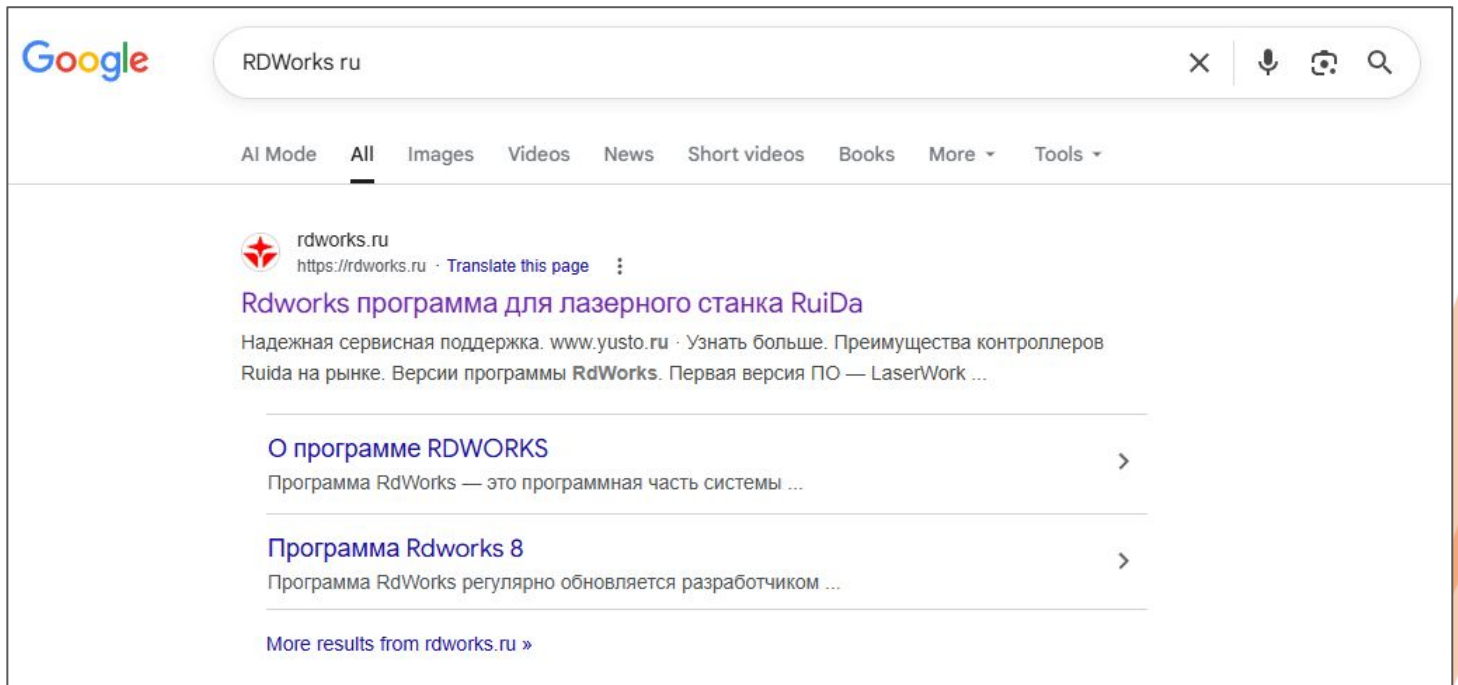 Google
RDWorks ru
AI Mode All Images Videos News Short videos Books More Tools
rdworks.ru
https://rdworks.ru · Translate this page
Rdworks программа для лазерного станка RuiDa
Надежная сервисная поддержка. www.yusto.ru · Узнать больше. Преимущества контроллеров
Ruida на рынке. Версии программы RdWorks. Первая версия ПО — LaserWork ...
О программе RDWORKS
Программа RdWorks — это программная часть системы ...
Программа Rdworks 8
Программа RdWorks регулярно обновляется разработчиком ...
More results from rdworks.ru »